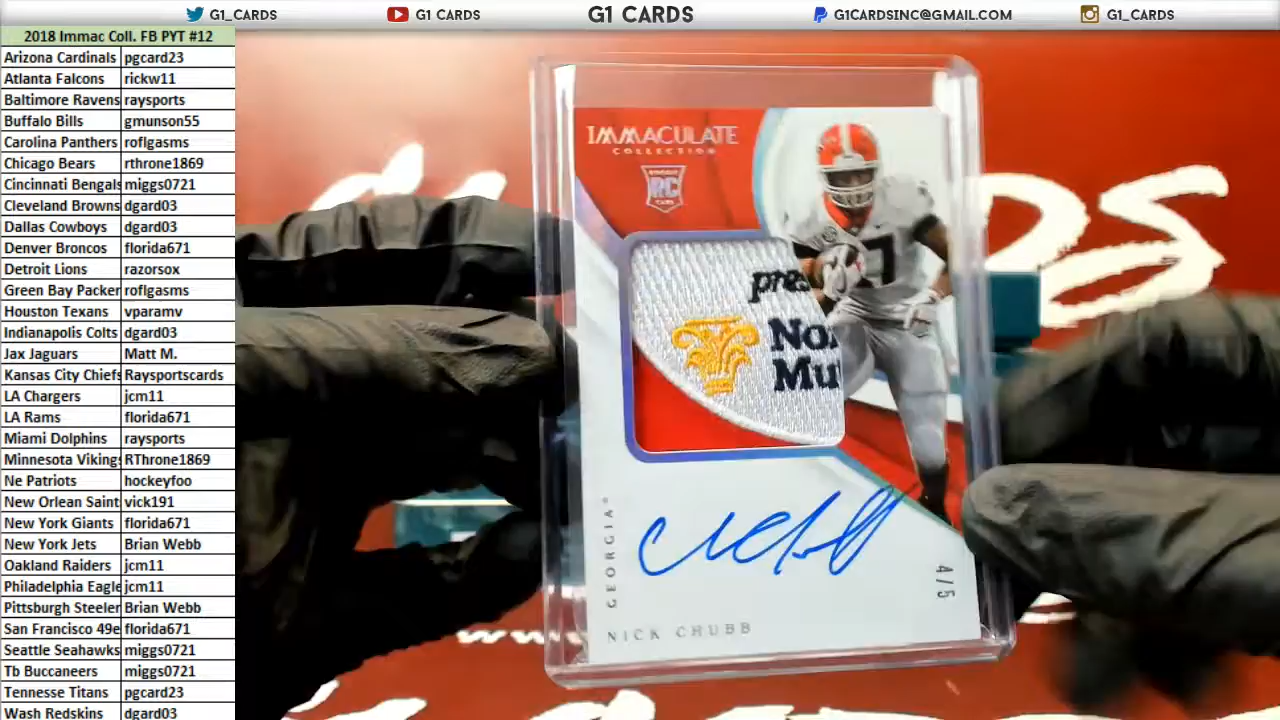 G1_CARDS
G1 CARDS
G1 CARDS
G1CARDSINC@GMAIL.COM
G1_CARDS
2018 Immac Coll. FB PYT #12
Arizona Cardinals pgcard23
Atlanta Falcons rickw11
Baltimore Ravens raysports
Buffalo Bills gmunson55
Carolina Panthers roflgasms
Chicago Bears rthrone1869
Cincinnati Bengals miggs0721
Cleveland Browns dgard03
Dallas Cowboys dgard03
Denver Broncos florida671
Detroit Lions razorsox
Green Bay Packer roflgasms
Houston Texans vparamv
Indianapolis Colts dgard03
Jax Jaguars Matt M.
Kansas City Chiefs Raysportscards
LA Chargers jcm11
LA Rams florida671
Miami Dolphins raysports
Minnesota Vikings RThrone1869
Ne Patriots hockeyfoo
New Orlean Saint vick191
New York Giants florida671
New York Jets Brian Webb
Oakland Raiders jcm11
Philadelphia Eagle jcm11
Pittsburgh Steeler Brian Webb
San Francisco 49e florida671
Seattle Seahawks miggs0721
Tb Buccaneers miggs0721
Tennesse Titans pgcard23
Wash Redskins dgard03
IMMACULATE
COLLECTION
RC
pres
Nor
Mu
7
GEORGIA
NICK CHUBB
4/5